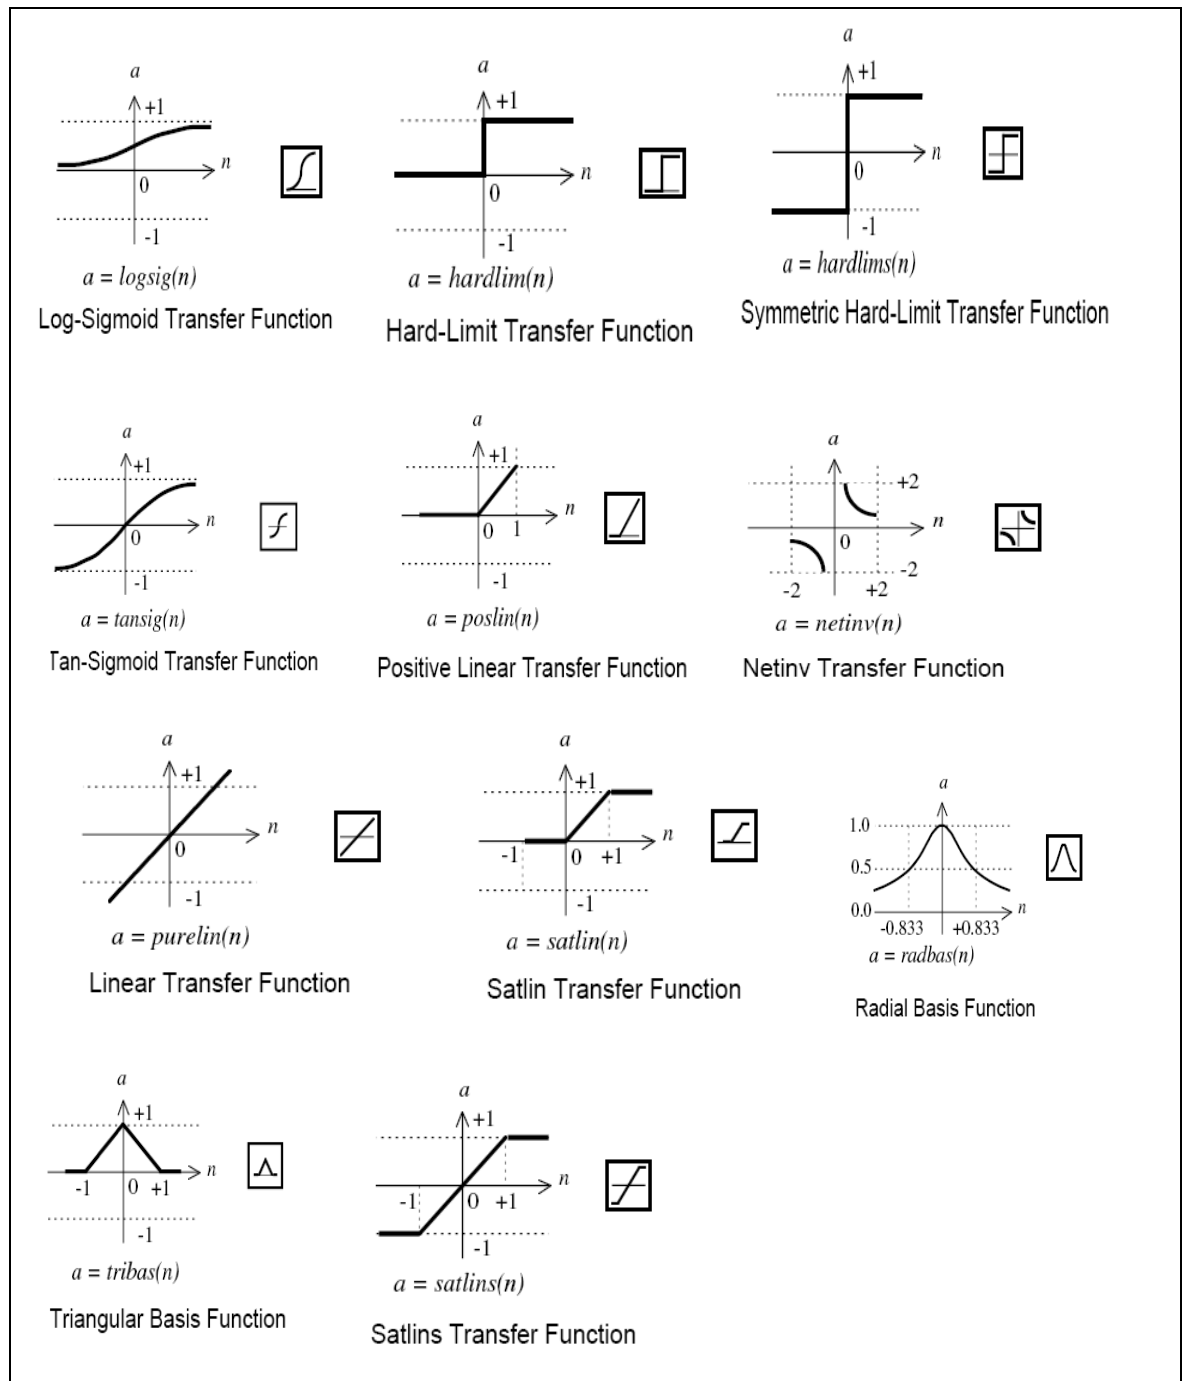 a
+1
n
0
-1
a = logsig(n)
Log-Sigmoid Transfer Function
a
+1
n
0
-1
a = hardlim(n)
Hard-Limit Transfer Function
a
+1
n
0
-1
a = hardlims(n)
Symmetric Hard-Limit Transfer Function
a
+1
n
0
-1
a = tansig(n)
Tan-Sigmoid Transfer Function
a
+1
n
0 1
-1
a = poslin(n)
Positive Linear Transfer Function
a
+2
n
0
-2
-2 +2
a = netinv(n)
Netinv Transfer Function
a
+1
n
0
-1
a = purelin(n)
Linear Transfer Function
a
+1
n
-1 0 +1
-1
a = satlin(n)
Satlin Transfer Function
a
1.0
0.5
0.0
n
-0.833 +0.833
a = radbas(n)
Radial Basis Function
a
+1
n
-1 0 +1
-1
a = tribas(n)
Triangular Basis Function
a
+1
n
-1 0 +1
-1
a = satlins(n)
Satlins Transfer Function